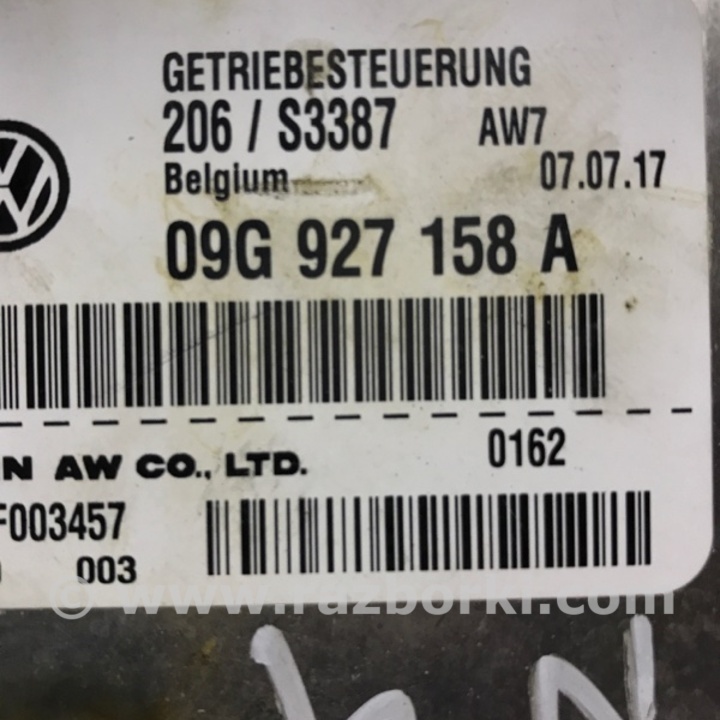 GETRIEBESTEUERUNG
206 / S3387 AW7
Belgium 07.07.17
09G 927 158 A
N AW CO., LTD. 0162
F003457
003
© www.razborki.com